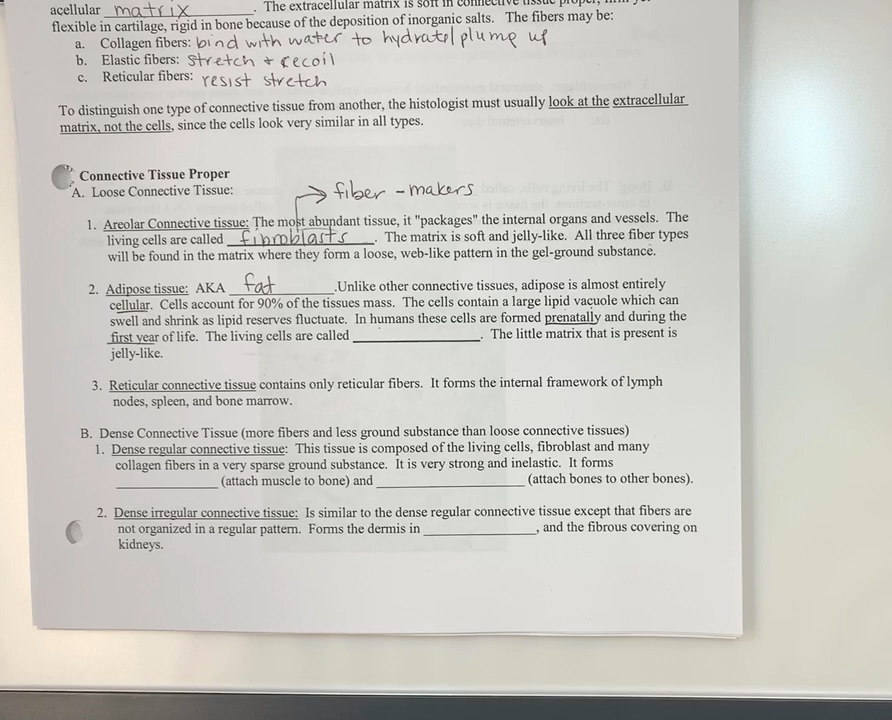 acellular matrix. The extracellular matrix is soft in connective tissue proper,
flexible in cartilage, rigid in bone because of the deposition of inorganic salts. The fibers may be:
a. Collagen fibers: bind with water to hydrate/plump up
b. Elastic fibers: stretch & recoil
c. Reticular fibers: resist stretch
To distinguish one type of connective tissue from another, the histologist must usually look at the extracellular
matrix, not the cells, since the cells look very similar in all types.
Connective Tissue Proper
A. Loose Connective Tissue:
→ fiber - makers
1. Areolar Connective tissue: The most abundant tissue, it "packages" the internal organs and vessels. The
living cells are called fibroblasts. The matrix is soft and jelly-like. All three fiber types
will be found in the matrix where they form a loose, web-like pattern in the gel-ground substance.
2. Adipose tissue: AKA fat .Unlike other connective tissues, adipose is almost entirely
cellular. Cells account for 90% of the tissues mass. The cells contain a large lipid vacuole which can
swell and shrink as lipid reserves fluctuate. In humans these cells are formed prenatally and during the
first year of life. The living cells are called ________________. The little matrix that is present is
jelly-like.
3. Reticular connective tissue contains only reticular fibers. It forms the internal framework of lymph
nodes, spleen, and bone marrow.
B. Dense Connective Tissue (more fibers and less ground substance than loose connective tissues)
1. Dense regular connective tissue: This tissue is composed of the living cells, fibroblast and many
collagen fibers in a very sparse ground substance. It is very strong and inelastic. It forms
______________ (attach muscle to bone) and ____________________ (attach bones to other bones).
2. Dense irregular connective tissue: Is similar to the dense regular connective tissue except that fibers are
not organized in a regular pattern. Forms the dermis in _______________, and the fibrous covering on
kidneys.